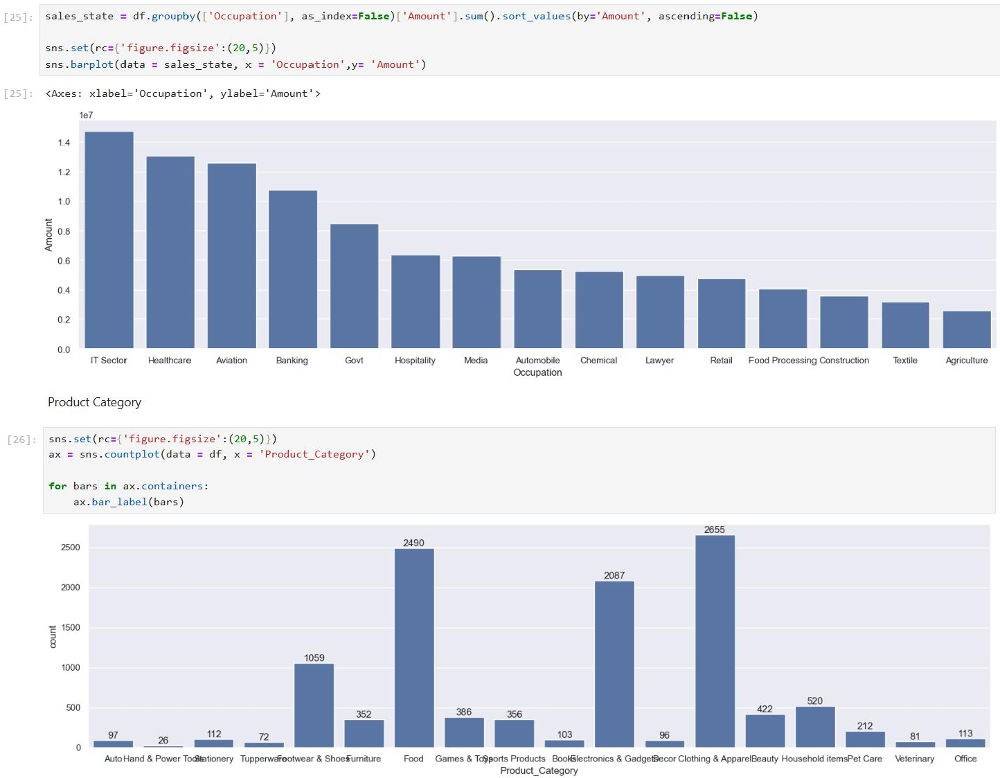 [25]: sales_state = df.groupby(['Occupation'], as_index=False)['Amount'].sum().sort_values(by='Amount', ascending=False)
sns.set(rc={'figure.figsize':(20,5)})
sns.barplot(data = sales_state, x = 'Occupation',y= 'Amount')
[25]: <Axes: xlabel='Occupation', ylabel='Amount'>
1e7
1.4
1.2
1.0
0.8
0.6
0.4
0.2
0.0
Amount
IT Sector Healthcare Aviation Banking Govt Hospitality Media Automobile Chemical Lawyer Retail Food Processing Construction Textile Agriculture
Occupation
Product Category
[26]: sns.set(rc={'figure.figsize':(20,5)})
ax = sns.countplot(data = df, x = 'Product_Category')
for bars in ax.containers:
ax.bar_label(bars)
2500
2000
1500
1000
500
0
count
97 26 112 72 1059 352 2490 386 356 103 2087 96 2655 422 520 212 81 113
Auto Hand & Power Tools Stationery Tupperware Footwear & Shoes Furniture Food Games & Toys Sports Products Books Electronics & Gadgets Decor Clothing & Apparel Beauty Household items Pet Care Veterinary Office
Product_Category